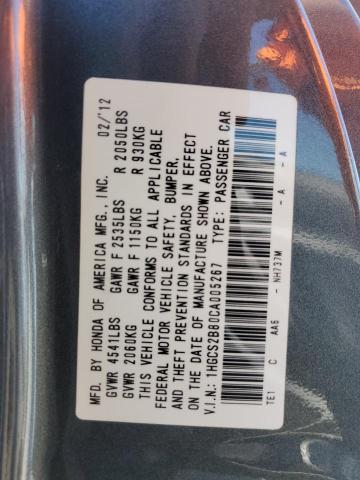 MFD. BY HONDA OF AMERICA MFG., INC. 02/'12
GVWR 4541LBS GAWR F 2535LBS R 2050LBS
GVWR 2060KG GAWR F 1150KG R 930KG
THIS VEHICLE CONFORMS TO ALL APPLICABLE
FEDERAL MOTOR VEHICLE SAFETY, BUMPER,
AND THEFT PREVENTION STANDARDS IN EFFECT
ON THE DATE OF MANUFACTURE SHOWN ABOVE.
V.I.N.: 1HGCS2B80CA005267 TYPE: PASSENGER CAR
TE1 C AA6 - NH737M - A - A